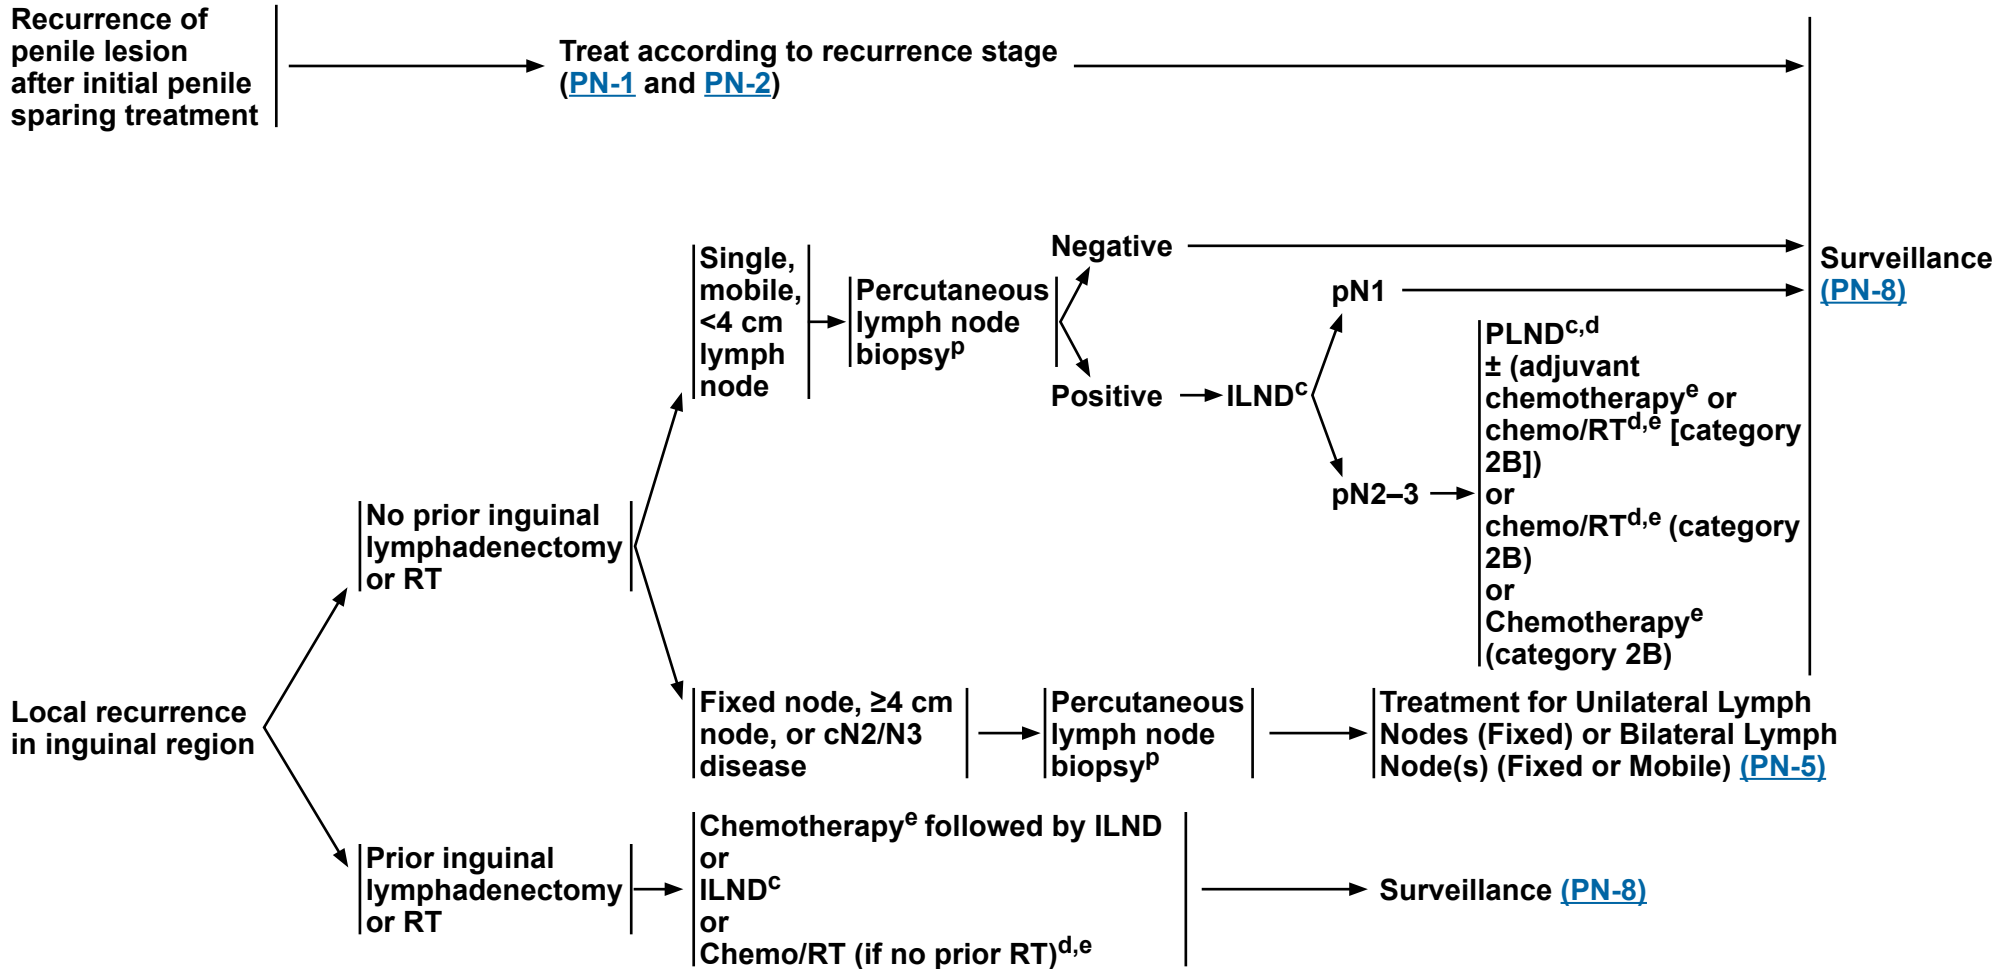 Recurrence of
penile lesion
after initial penile
sparing treatment
Treat according to recurrence stage
(PN-1 and PN-2)
Single,
mobile,
<4 cm
lymph
node
Percutaneous
lymph node
biopsyᵖ
Negative
Positive
ILNDᶜ
pN1
pN2–3
PLNDᶜ,ᵈ
± (adjuvant
chemotherapyᵉ or
chemo/RTᵈ,ᵉ [category
2B])
or
chemo/RTᵈ,ᵉ (category
2B)
or
Chemotherapyᵉ
(category 2B)
Surveillance
(PN-8)
No prior inguinal
lymphadenectomy
or RT
Fixed node, ≥4 cm
node, or cN2/N3
disease
Percutaneous
lymph node
biopsyᵖ
Treatment for Unilateral Lymph
Nodes (Fixed) or Bilateral Lymph
Node(s) (Fixed or Mobile) (PN-5)
Local recurrence
in inguinal region
Prior inguinal
lymphadenectomy
or RT
Chemotherapyᵉ followed by ILND
or
ILNDᶜ
or
Chemo/RT (if no prior RT)ᵈ,ᵉ
Surveillance (PN-8)